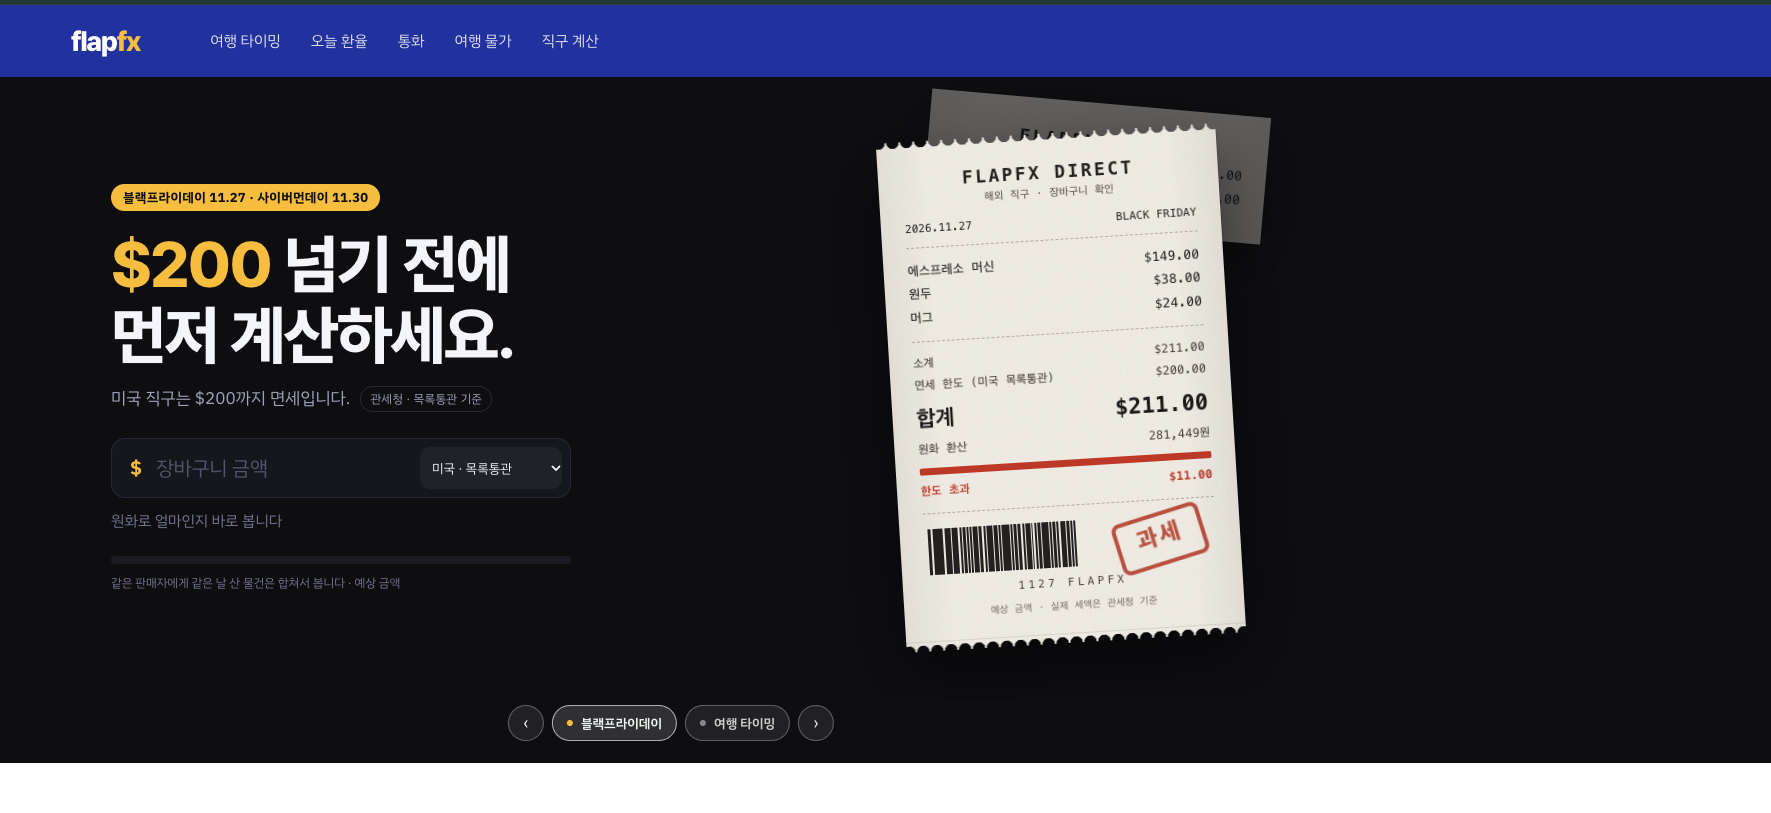 flapfx
여행 타이밍 오늘 환율 통화 여행 물가 직구 계산
블랙프라이데이 11.27 · 사이버먼데이 11.30
$200 넘기 전에
먼저 계산하세요.
미국 직구는 $200까지 면세입니다. 관세청 · 목록통관 기준
$ 장바구니 금액 미국 · 목록통관
원화로 얼마인지 바로 봅니다
같은 판매자에게 같은 날 산 물건은 합쳐서 봅니다 · 예상 금액
FLAPFX DIRECT
해외 직구 · 장바구니 확인
2026.11.27 BLACK FRIDAY
에스프레소 머신 $149.00
원두 $38.00
머그 $24.00
소계 $211.00
면세 한도 (미국 목록통관) $200.00
합계 $211.00
원화 환산 281,449원
한도 초과 $11.00
과세
1127 FLAPFX
예상 금액 · 실제 세액은 관세청 기준
.00
.00
‹ 블랙프라이데이 여행 타이밍 ›